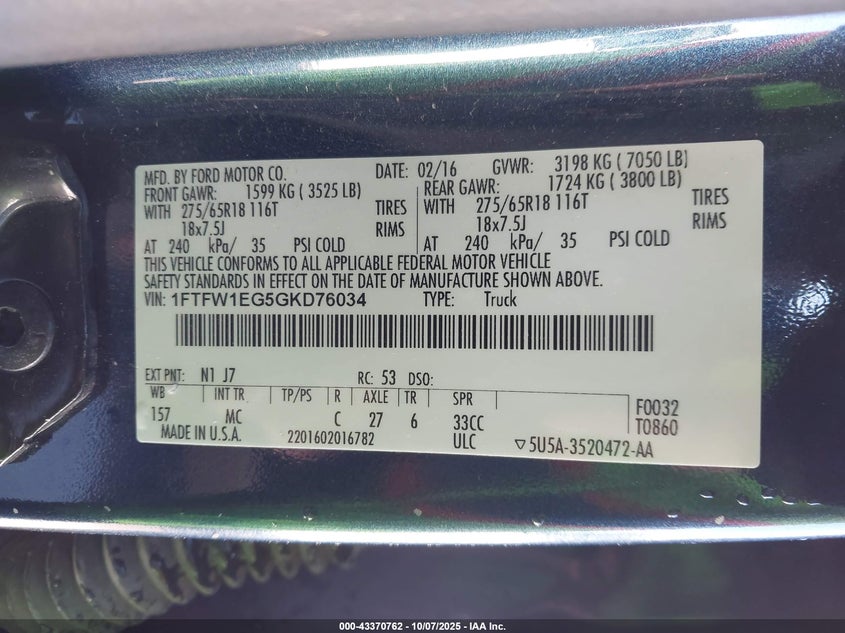 MFD. BY FORD MOTOR CO. DATE: 02/16 GVWR: 3198 KG ( 7050 LB)
FRONT GAWR: 1599 KG ( 3525 LB) REAR GAWR: 1724 KG ( 3800 LB)
WITH 275/65R18 116T TIRES WITH 275/65R18 116T TIRES
18x7.5J RIMS 18x7.5J RIMS
AT 240 kPa/ 35 PSI COLD AT 240 kPa/ 35 PSI COLD
THIS VEHICLE CONFORMS TO ALL APPLICABLE FEDERAL MOTOR VEHICLE
SAFETY STANDARDS IN EFFECT ON THE DATE OF MANUFACTURE SHOWN ABOVE.
VIN: 1FTFW1EG5GKD76034 TYPE: Truck
EXT PNT: N1 J7 RC: 53 DSO:
WB INT TR TP/PS R AXLE TR SPR F0032
157 MC C 27 6 33CC T0860
MADE IN U.S.A. 2201602016782 ULC ▽5U5A-3520472-AA
000-43370762 - 10/07/2025 - IAA Inc.